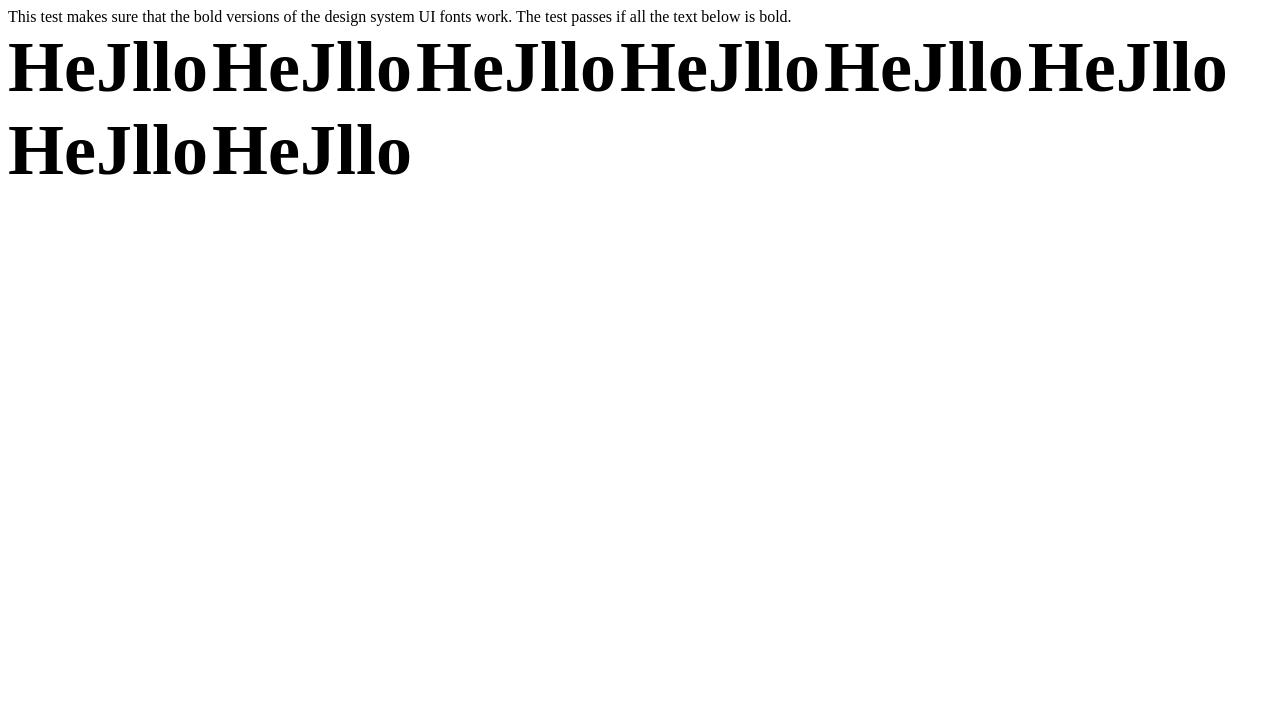 This test makes sure that the bold versions of the design system UI fonts work. The test passes if all the text below is bold.
HeJllo HeJllo HeJllo HeJllo HeJllo HeJllo
HeJllo HeJllo